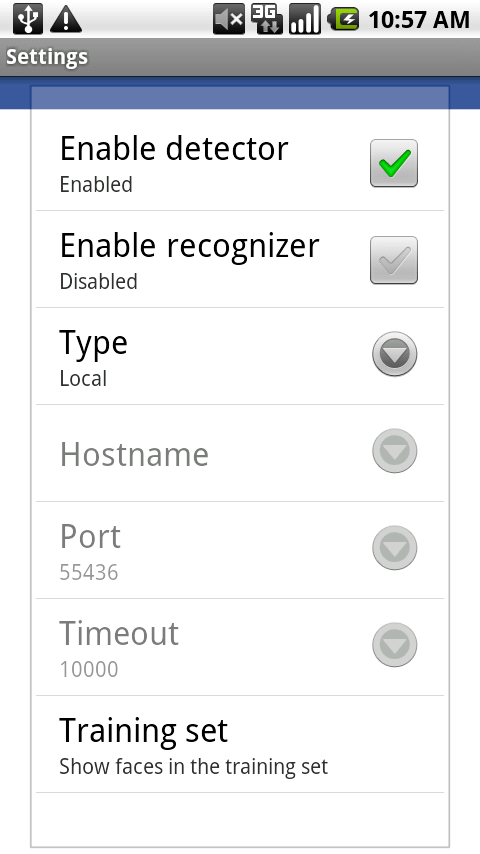 3G
10:57 AM
Settings
Enable detector
Enabled
Enable recognizer
Disabled
Type
Local
Hostname
Port
55436
Timeout
10000
Training set
Show faces in the training set